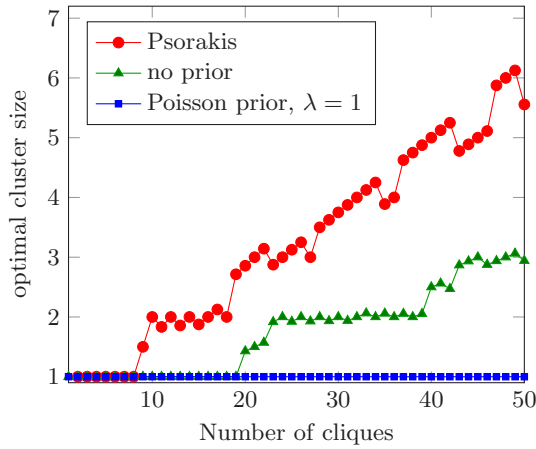 7
6
5
4
3
2
1
optimal cluster size
Psorakis
no prior
Poisson prior, λ = 1
10 20 30 40 50
Number of cliques